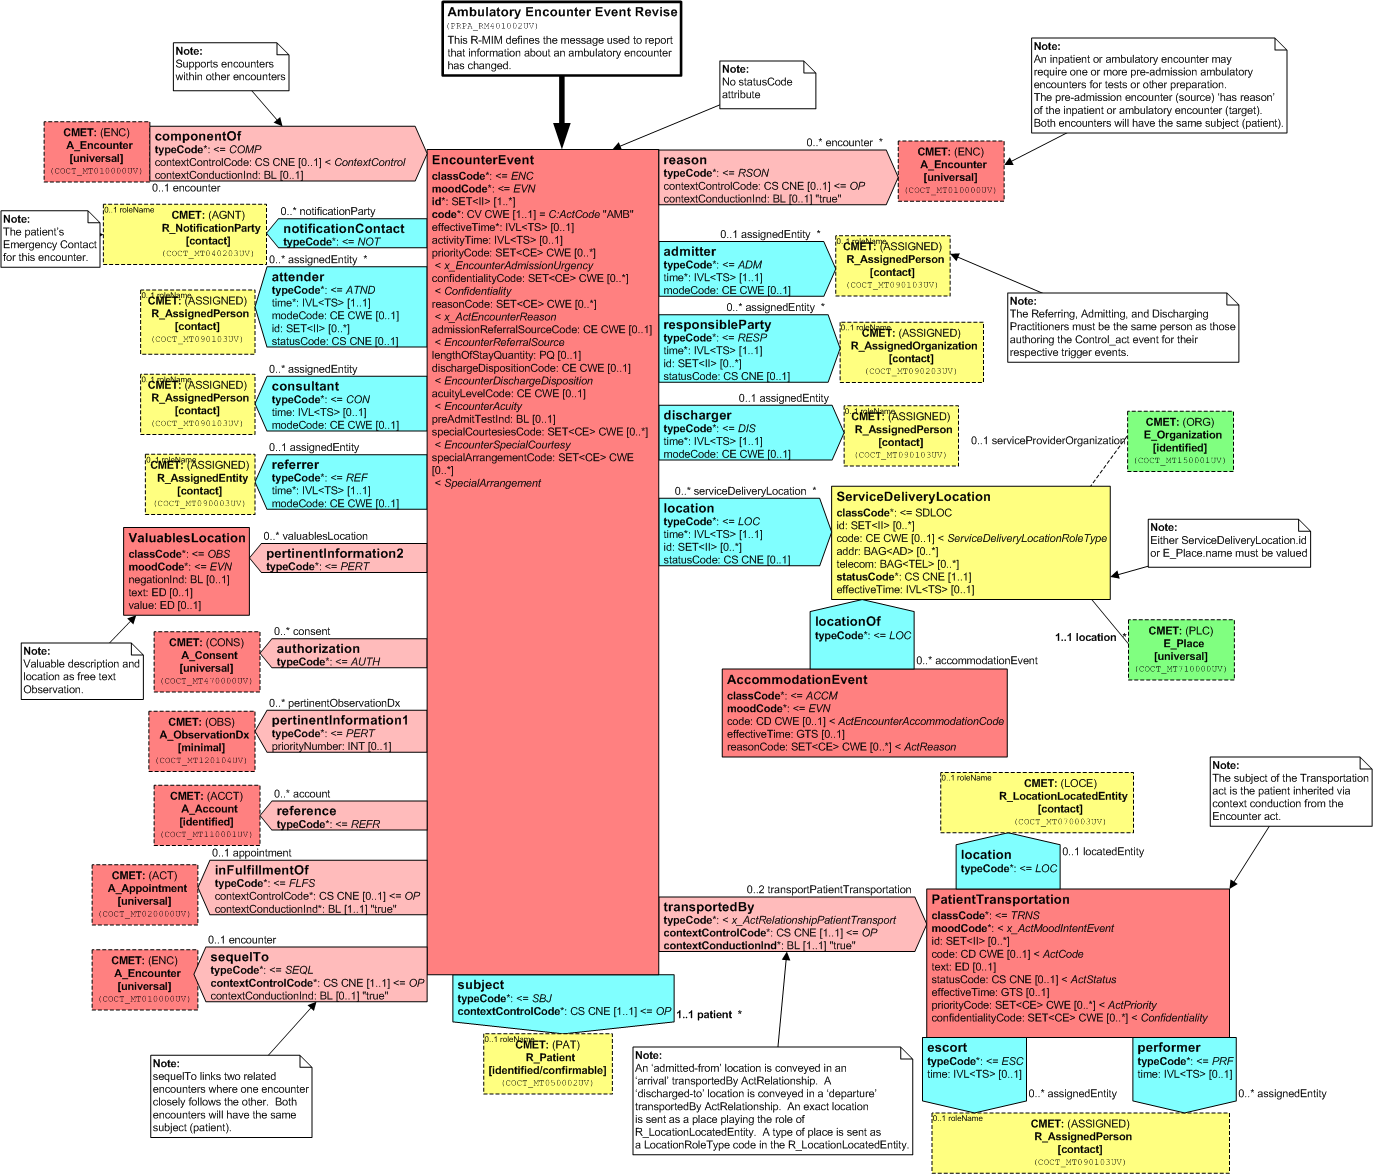 Ambulatory Encounter Event Revise
(PRPA_RM401002UV)
This R-MIM defines the message used to report
that information about an ambulatory encounter
has changed.
Note:
Supports encounters
within other encounters
Note:
No statusCode
attribute
Note:
An inpatient or ambulatory encounter may
require one or more pre-admission ambulatory
encounters for tests or other preparation.
The pre-admission encounter (source) 'has reason'
of the inpatient or ambulatory encounter (target).
Both encounters will have the same subject (patient).
CMET: (ENC)
A_Encounter
[universal]
(COCT_MT010000UV)
componentOf
typeCode*: <= COMP
contextControlCode: CS CNE [0..1] < ContextControl
contextConductionInd: BL [0..1]
0..1 encounter
Note:
The patient's
Emergency Contact
for this encounter.
0..1 roleName
CMET: (AGNT)
R_NotificationParty
[contact]
(COCT_MT040203UV)
0..* notificationParty
notificationContact
typeCode*: <= NOT
0..* assignedEntity *
attender
typeCode*: <= ATND
time*: IVL<TS> [1..1]
modeCode: CE CWE [0..1]
id: SET<II> [0..*]
statusCode: CS CNE [0..1]
0..1 roleName
CMET: (ASSIGNED)
R_AssignedPerson
[contact]
(COCT_MT090103UV)
0..* assignedEntity
consultant
typeCode*: <= CON
time: IVL<TS> [0..1]
modeCode: CE CWE [0..1]
0..1 roleName
CMET: (ASSIGNED)
R_AssignedPerson
[contact]
(COCT_MT090103UV)
0..1 assignedEntity
referrer
typeCode*: <= REF
time*: IVL<TS> [1..1]
modeCode: CE CWE [0..1]
0..1 roleName
CMET: (ASSIGNED)
R_AssignedEntity
[contact]
(COCT_MT090003UV)
ValuablesLocation
classCode*: <= OBS
moodCode*: <= EVN
negationInd: BL [0..1]
text: ED [0..1]
value: ED [0..1]
0..* valuablesLocation
pertinentInformation2
typeCode*: <= PERT
Note:
Valuable description and
location as free text
Observation.
CMET: (CONS)
A_Consent
[universal]
(COCT_MT470000UV)
0..* consent
authorization
typeCode*: <= AUTH
CMET: (OBS)
A_ObservationDx
[minimal]
(COCT_MT120104UV)
0..* pertinentObservationDx
pertinentInformation1
typeCode*: <= PERT
priorityNumber: INT [0..1]
CMET: (ACCT)
A_Account
[identified]
(COCT_MT110001UV)
0..* account
reference
typeCode*: <= REFR
CMET: (ACT)
A_Appointment
[universal]
(COCT_MT020000UV)
0..1 appointment
inFulfillmentOf
typeCode*: <= FLFS
contextControlCode*: CS CNE [0..1] <= OP
contextConductionInd*: BL [1..1] "true"
CMET: (ENC)
A_Encounter
[universal]
(COCT_MT010000UV)
0..1 encounter
sequelTo
typeCode*: <= SEQL
contextControlCode*: CS CNE [1..1] <= OP
contextConductionInd: BL [0..1] "true"
Note:
sequelTo links two related
encounters where one encounter
closely follows the other.  Both
encounters will have the same
subject (patient).
EncounterEvent
classCode*: <= ENC
moodCode*: <= EVN
id*: SET<II> [1..*]
code*: CV CWE [1..1] = C:ActCode "AMB"
effectiveTime*: IVL<TS> [0..1]
activityTime: IVL<TS> [0..1]
priorityCode: SET<CE> CWE [0..*]
< x_EncounterAdmissionUrgency
confidentialityCode: SET<CE> CWE [0..*]
< Confidentiality
reasonCode: SET<CE> CWE [0..*]
< x_ActEncounterReason
admissionReferralSourceCode: CE CWE [0..1]
< EncounterReferralSource
lengthOfStayQuantity: PQ [0..1]
dischargeDispositionCode: CE CWE [0..1]
< EncounterDischargeDisposition
acuityLevelCode: CE CWE [0..1]
< EncounterAcuity
preAdmitTestInd: BL [0..1]
specialCourtesiesCode: SET<CE> CWE [0..*]
< EncounterSpecialCourtesy
specialArrangementCode: SET<CE> CWE
[0..*]
< SpecialArrangement
subject
typeCode*: <= SBJ
contextControlCode*: CS CNE [1..1] <= OP
1..1 patient *
0..1 roleName
CMET: (PAT)
R_Patient
[identified/confirmable]
(COCT_MT050002UV)
0..* encounter *
reason
typeCode*: <= RSON
contextControlCode: CS CNE [0..1] <= OP
contextConductionInd: BL [0..1] "true"
CMET: (ENC)
A_Encounter
[universal]
(COCT_MT010000UV)
0..1 assignedEntity *
admitter
typeCode*: <= ADM
time*: IVL<TS> [1..1]
modeCode: CE CWE [0..1]
0..1 roleName
CMET: (ASSIGNED)
R_AssignedPerson
[contact]
(COCT_MT090103UV)
Note:
The Referring, Admitting, and Discharging
Practitioners must be the same person as those
authoring the Control_act event for their
respective trigger events.
0..* assignedEntity
responsibleParty
typeCode*: <= RESP
time*: IVL<TS> [1..1]
id: SET<II> [0..*]
statusCode: CS CNE [0..1]
0..1 roleName
CMET: (ASSIGNED)
R_AssignedOrganization
[contact]
(COCT_MT090203UV)
0..1 assignedEntity
discharger
typeCode*: <= DIS
time*: IVL<TS> [1..1]
modeCode: CE CWE [0..1]
0..1 roleName
CMET: (ASSIGNED)
R_AssignedPerson
[contact]
(COCT_MT090103UV)
0..1 serviceProviderOrganization
CMET: (ORG)
E_Organization
[identified]
(COCT_MT150001UV)
0..* serviceDeliveryLocation *
location
typeCode*: <= LOC
time*: IVL<TS> [1..1]
id: SET<II> [0..*]
statusCode: CS CNE [0..1]
ServiceDeliveryLocation
classCode*: <= SDLOC
id: SET<II> [0..*]
code: CE CWE [0..1] < ServiceDeliveryLocationRoleType
addr: BAG<AD> [0..*]
telecom: BAG<TEL> [0..*]
statusCode*: CS CNE [1..1]
effectiveTime: IVL<TS> [0..1]
Note:
Either ServiceDeliveryLocation.id
or E_Place.name must be valued
1..1 location *
CMET: (PLC)
E_Place
[universal]
(COCT_MT710000UV)
locationOf
typeCode*: <= LOC
0..* accommodationEvent
AccommodationEvent
classCode*: <= ACCM
moodCode*: <= EVN
code: CD CWE [0..1] < ActEncounterAccommodationCode
effectiveTime: GTS [0..1]
reasonCode: SET<CE> CWE [0..*] < ActReason
0..1 roleName
CMET: (LOCE)
R_LocationLocatedEntity
[contact]
(COCT_MT070003UV)
Note:
The subject of the Transportation
act is the patient inherited via
context conduction from the
Encounter act.
location
typeCode*: <= LOC
0..1 locatedEntity
0..2 transportPatientTransportation
transportedBy
typeCode*: < x_ActRelationshipPatientTransport
contextControlCode*: CS CNE [1..1] <= OP
contextConductionInd*: BL [1..1] "true"
PatientTransportation
classCode*: <= TRNS
moodCode*: < x_ActMoodIntentEvent
id: SET<II> [0..*]
code: CD CWE [0..1] < ActCode
text: ED [0..1]
statusCode: CS CNE [0..1] < ActStatus
effectiveTime: GTS [0..1]
priorityCode: SET<CE> CWE [0..*] < ActPriority
confidentialityCode: SET<CE> CWE [0..*] < Confidentiality
Note:
An 'admitted-from' location is conveyed in an
'arrival' transportedBy ActRelationship.  A
'discharged-to' location is conveyed in a 'departure'
transportedBy ActRelationship.  An exact location
is sent as a place playing the role of
R_LocationLocatedEntity.  A type of place is sent as
a LocationRoleType code in the R_LocationLocatedEntity.
escort
typeCode*: <= ESC
time: IVL<TS> [0..1]
0..* assignedEntity
performer
typeCode*: <= PRF
time: IVL<TS> [0..1]
0..* assignedEntity
0..1 roleName
CMET: (ASSIGNED)
R_AssignedPerson
[contact]
(COCT_MT090103UV)